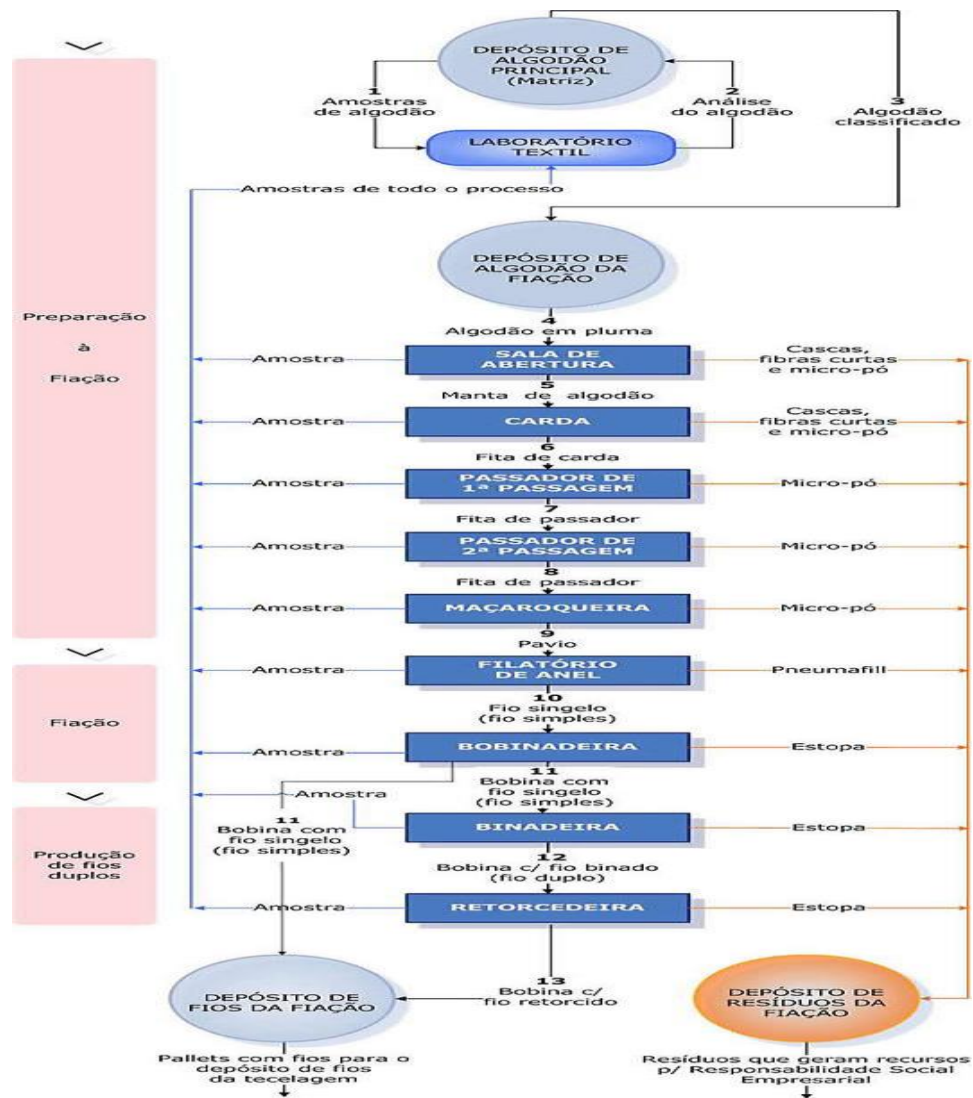 DEPÓSITO DE
ALGODÃO
PRINCIPAL
(Matriz)
1
Amostras
de algodão
2
Análise
do algodão
3
Algodão
classificado
LABORATÓRIO
TEXTIL
Amostras de todo o processo
DEPÓSITO DE
ALGODÃO DA
FIAÇÃO
Preparação
à
Fiação
4
Algodão em pluma
Amostra
SALA DE
ABERTURA
Cascas,
fibras curtas
e micro-pó
5
Manta de algodão
Amostra
CARDA
Cascas,
fibras curtas
e micro-pó
6
Fita de carda
Amostra
PASSADOR DE
1ª PASSAGEM
Micro-pó
7
Fita de passador
Amostra
PASSADOR DE
2ª PASSAGEM
Micro-pó
8
Fita de passador
Amostra
MAÇAROQUEIRA
Micro-pó
9
Pavio
Fiação
Amostra
FILATÓRIO
DE ANEL
Pneumafill
10
Fio singelo
(fio simples)
Amostra
BOBINADEIRA
Estopa
11
Bobina com
fio singelo
(fio simples)
Amostra
11
Bobina com
fio singelo
(fio simples)
Produção
de fios
duplos
BINADEIRA
Estopa
12
Bobina c/ fio binado
(fio duplo)
Amostra
RETORCEDEIRA
Estopa
13
Bobina c/
fio retorcido
DEPÓSITO DE
FIOS DA FIAÇÃO
DEPÓSITO DE
RESÍDUOS DA
FIAÇÃO
Pallets com fios para o
depósito de fios
da tecelagem
Resíduos que geram recursos
p/ Responsabilidade Social
Empresarial